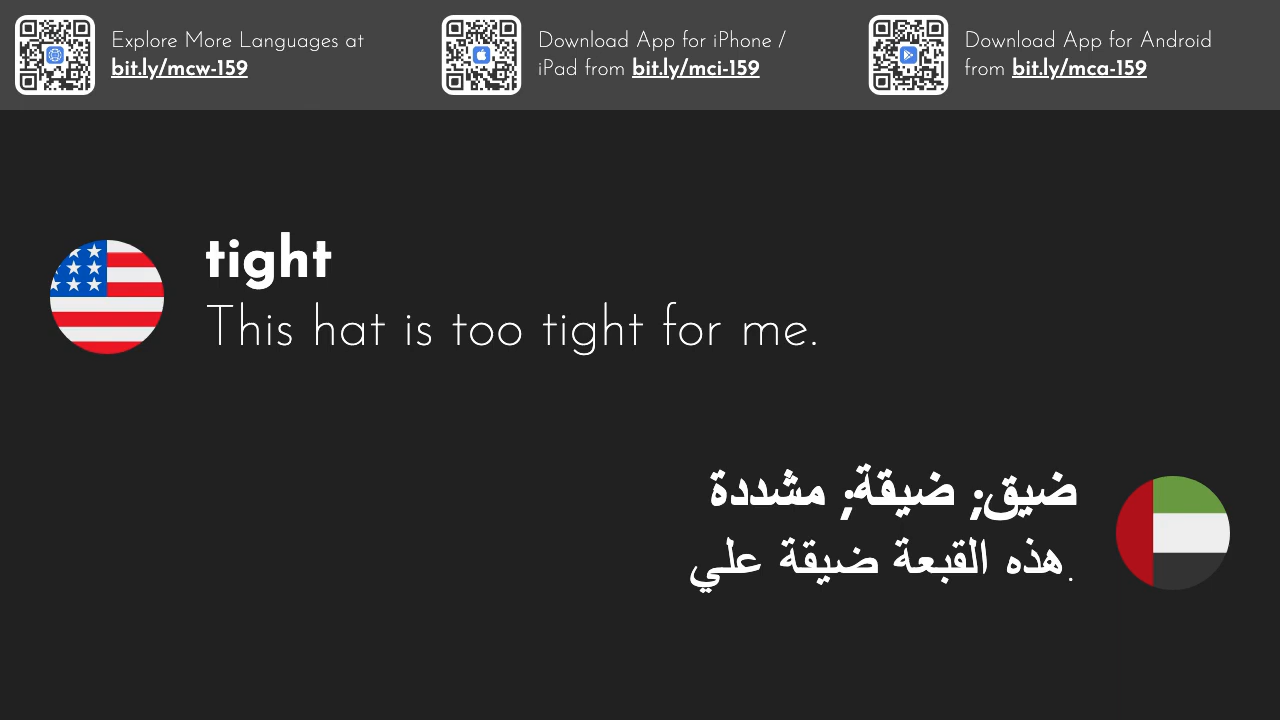 Explore More Languages at
bit.ly/mcw-159
Download App for iPhone /
iPad from bit.ly/mci-159
Download App for Android
from bit.ly/mca-159
tight
This hat is too tight for me.
ضيق; ضيقة; مشددة
هذه القبعة ضيقة علي.